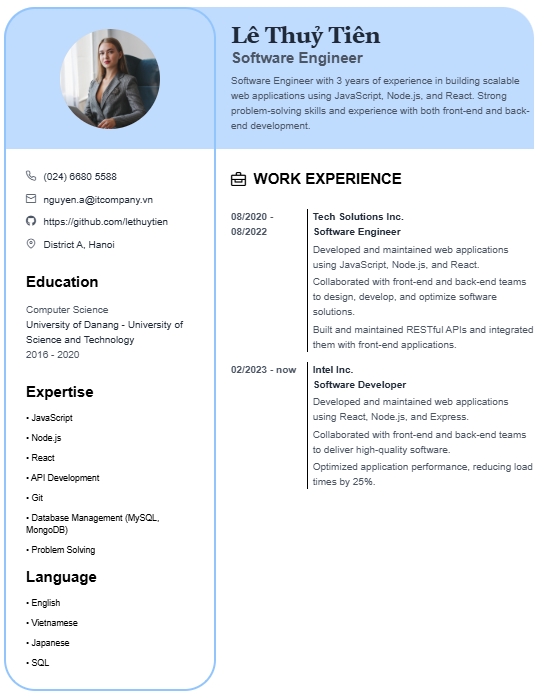 Lê Thuỷ Tiên
Software Engineer
Software Engineer with 3 years of experience in building scalable
web applications using JavaScript, Node.js, and React. Strong
problem-solving skills and experience with both front-end and back-
end development.
(024) 6680 5588
nguyen.a@itcompany.vn
https://github.com/lethuytien
District A, Hanoi
Education
Computer Science
University of Danang - University of
Science and Technology
2016 - 2020
Expertise
• JavaScript
• Node.js
• React
• API Development
• Git
• Database Management (MySQL,
MongoDB)
• Problem Solving
Language
• English
• Vietnamese
• Japanese
• SQL
WORK EXPERIENCE
08/2020 -
08/2022
Tech Solutions Inc.
Software Engineer
Developed and maintained web applications
using JavaScript, Node.js, and React.
Collaborated with front-end and back-end teams
to design, develop, and optimize software
solutions.
Built and maintained RESTful APIs and integrated
them with front-end applications.
02/2023 - now
Intel Inc.
Software Developer
Developed and maintained web applications
using React, Node.js, and Express.
Collaborated with front-end and back-end teams
to deliver high-quality software.
Optimized application performance, reducing load
times by 25%.